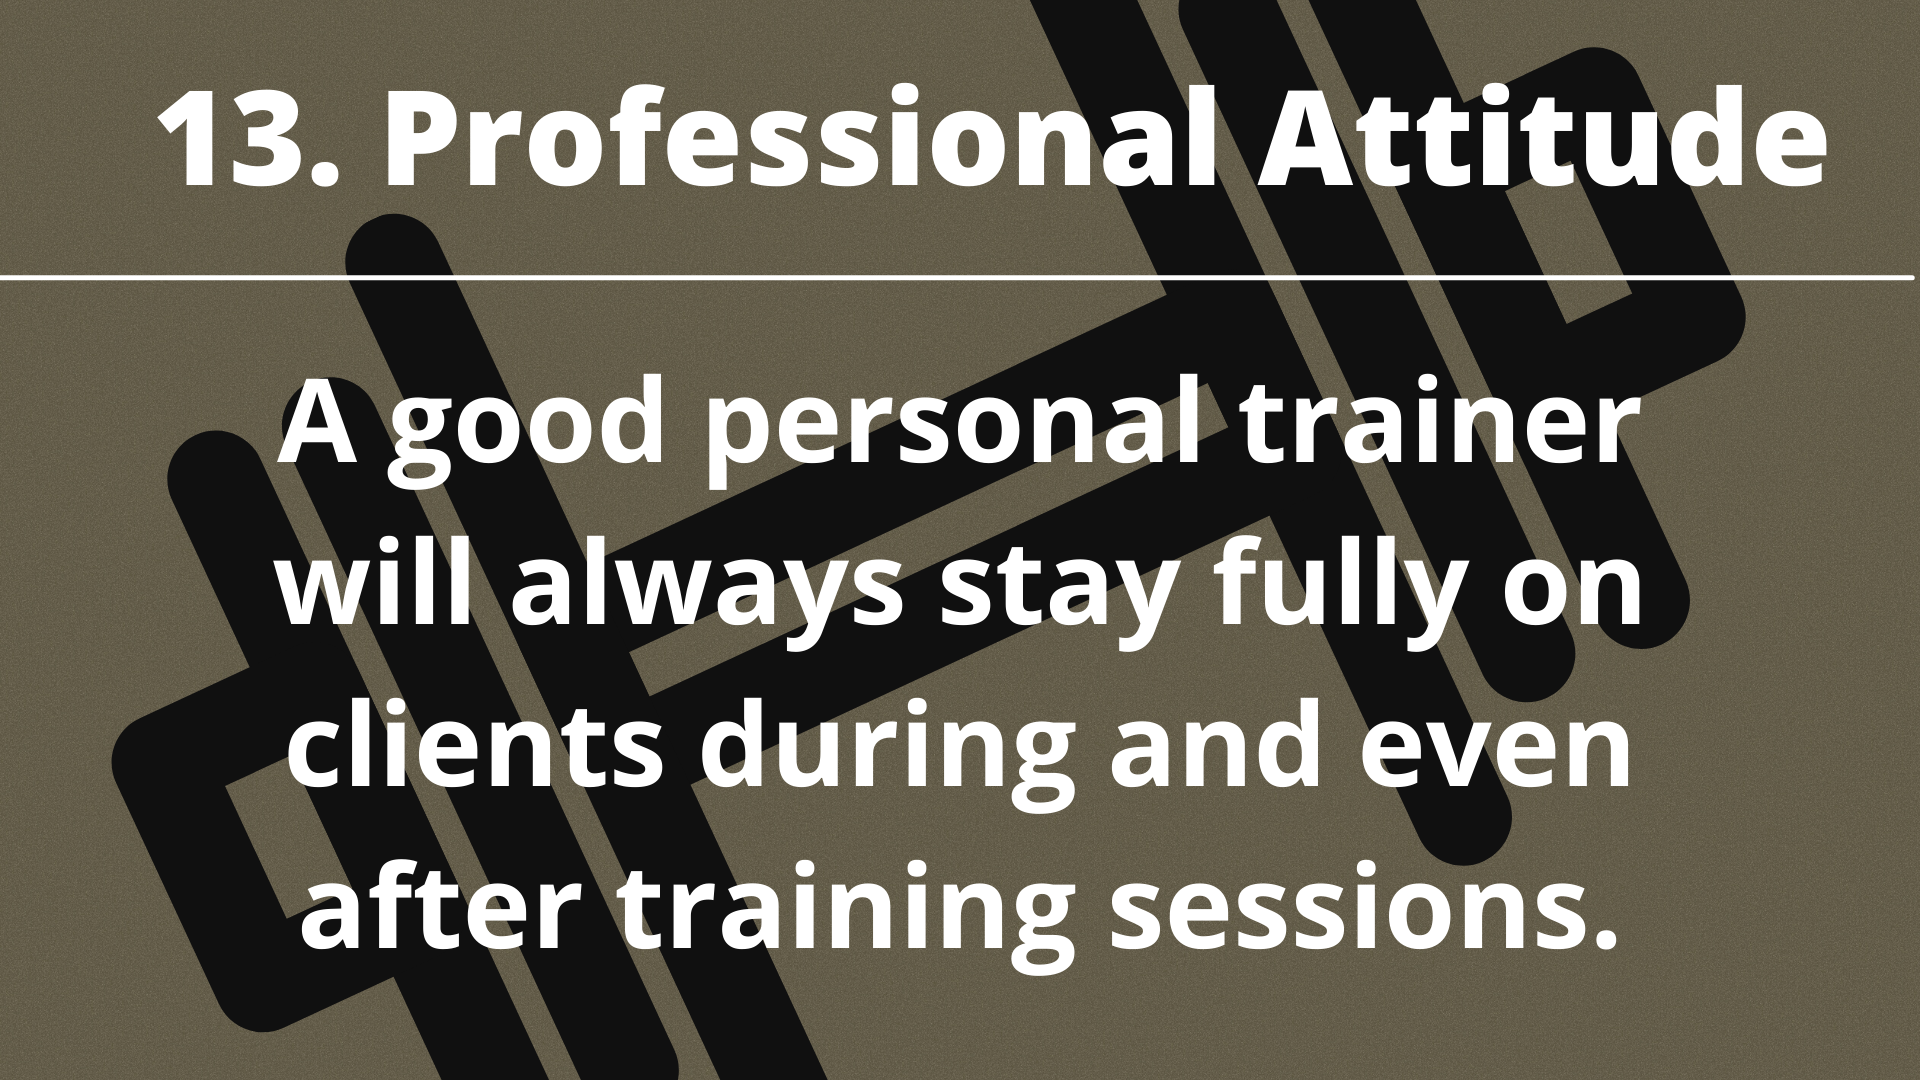 13. Professional Attitude
A good personal trainer
will always stay fully on
clients during and even
after training sessions.